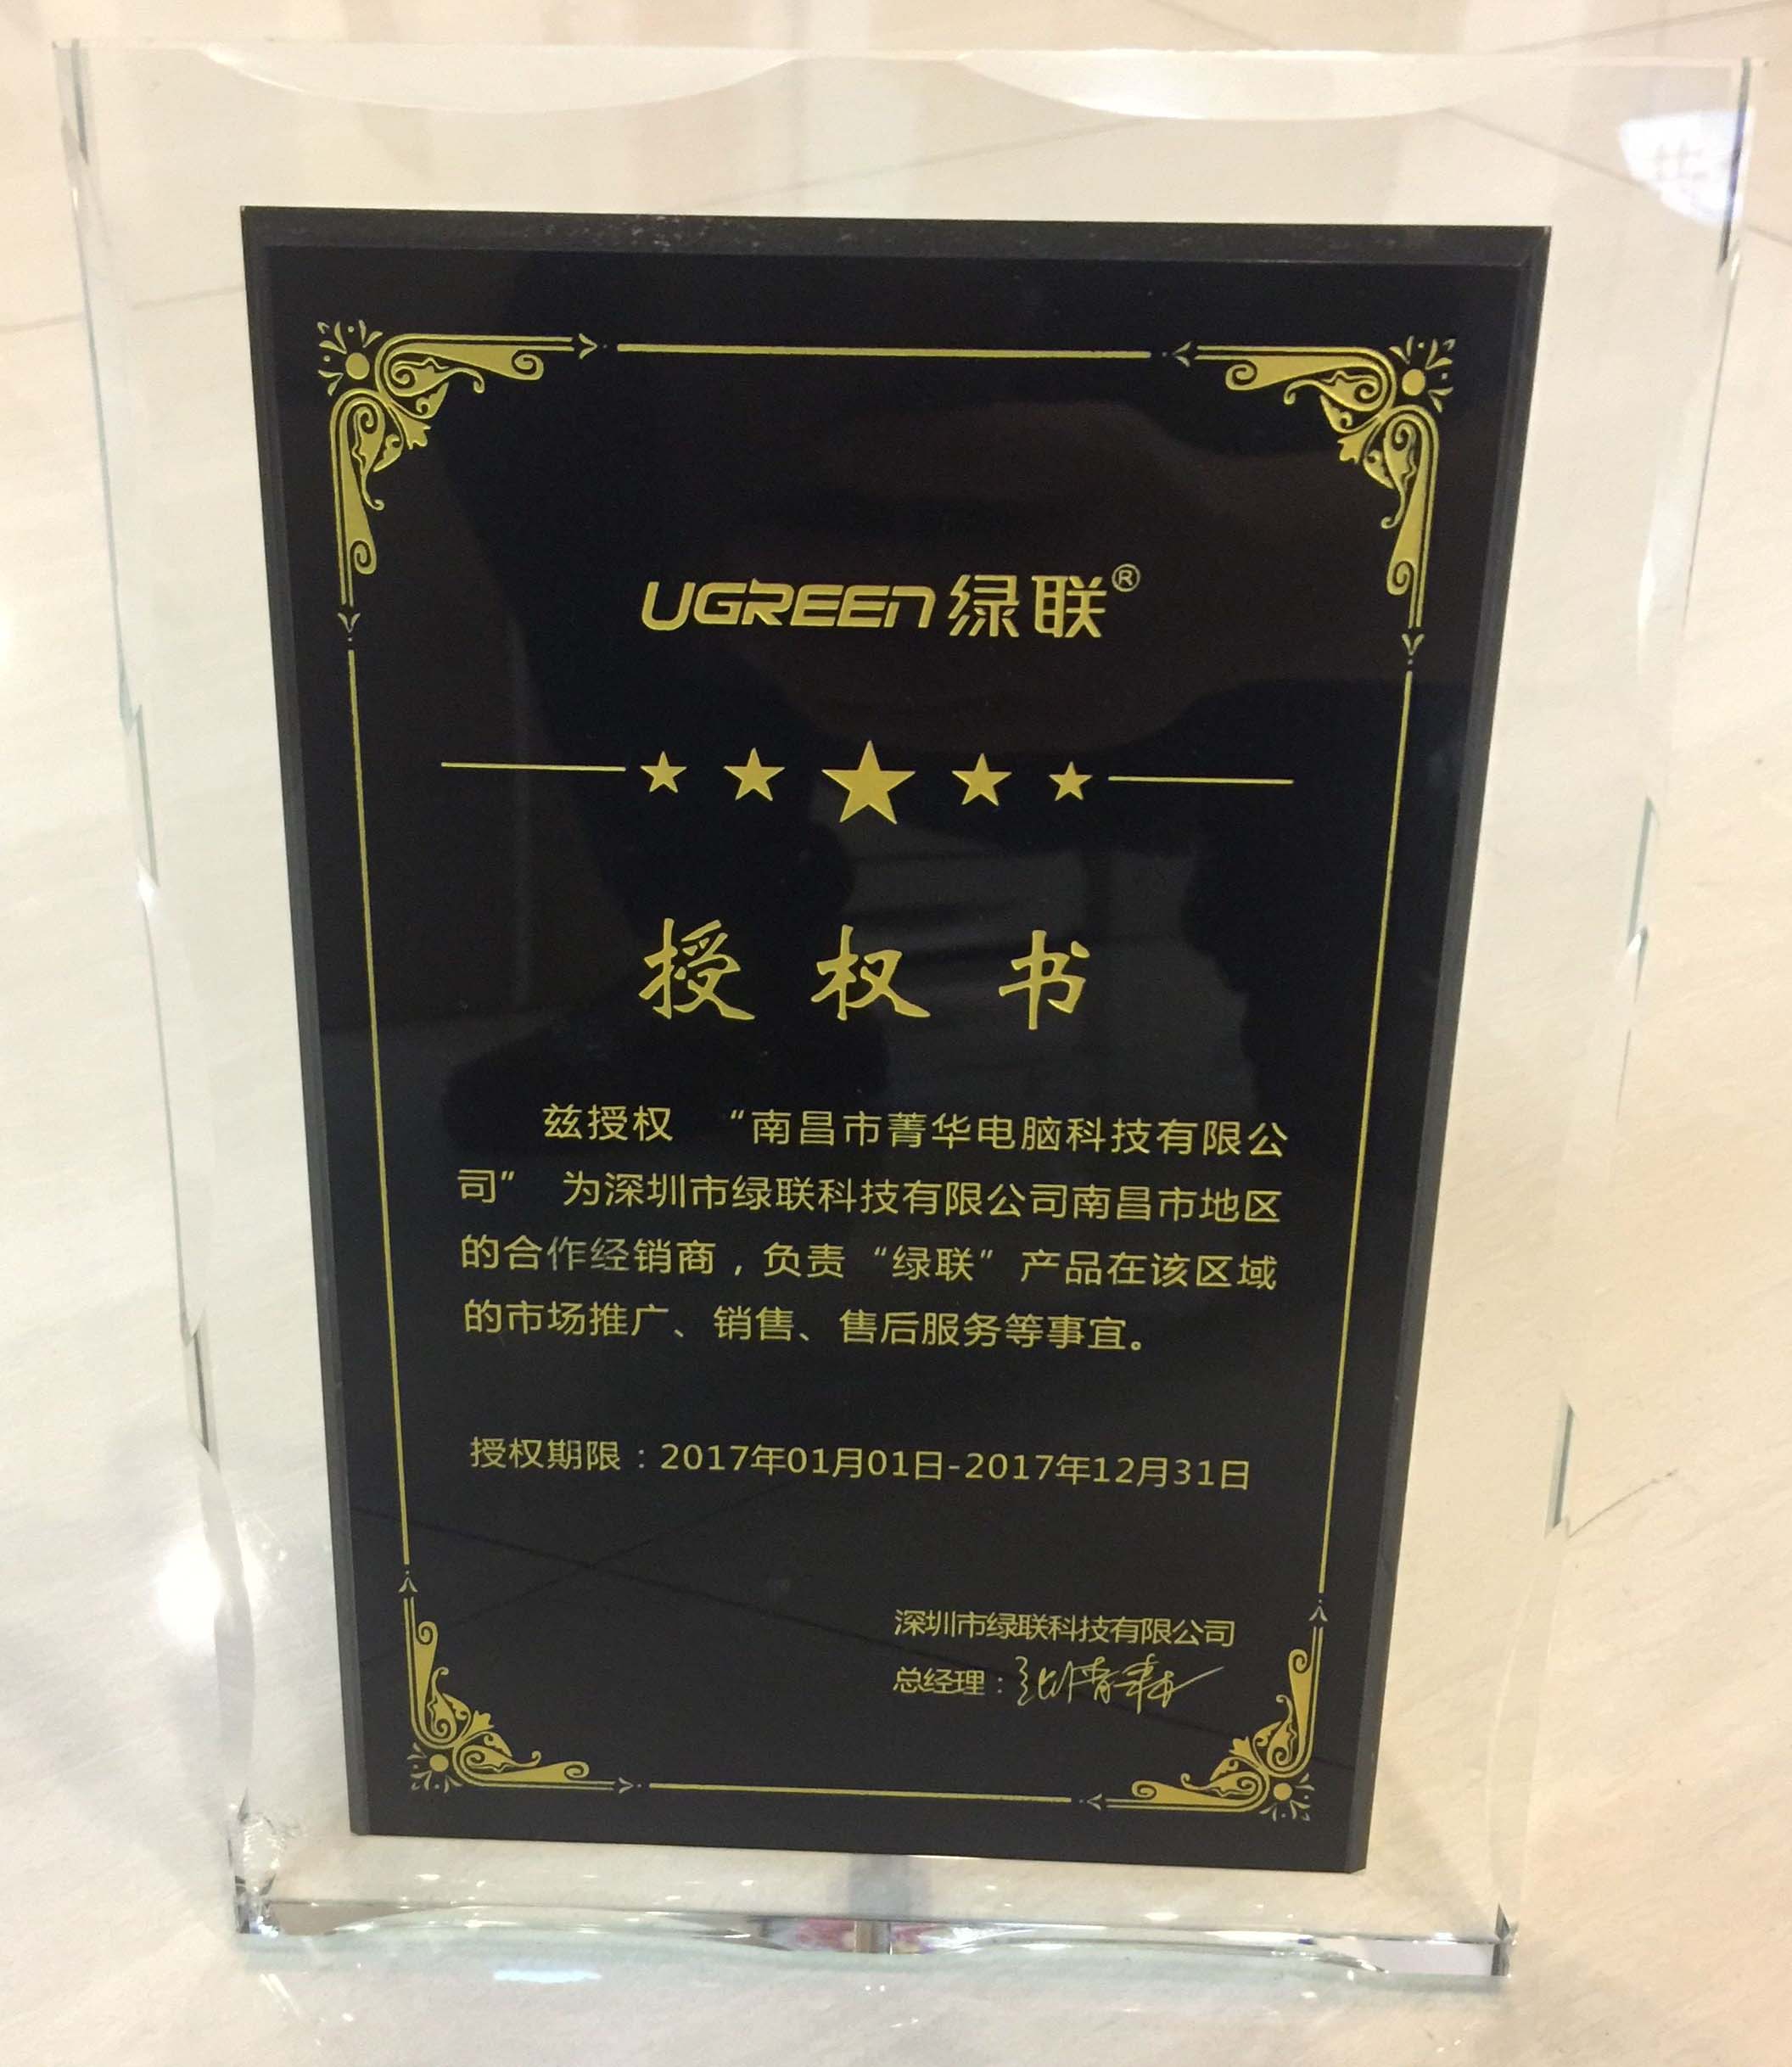 UGREEN绿联®
授权书
兹授权 “南昌市菁华电脑科技有限公
司” 为深圳市绿联科技有限公司南昌市地区
的合作经销商，负责“绿联”产品在该区域
的市场推广、销售、售后服务等事宜。
授权期限：2017年01月01日-2017年12月31日
深圳市绿联科技有限公司
总经理：张清森